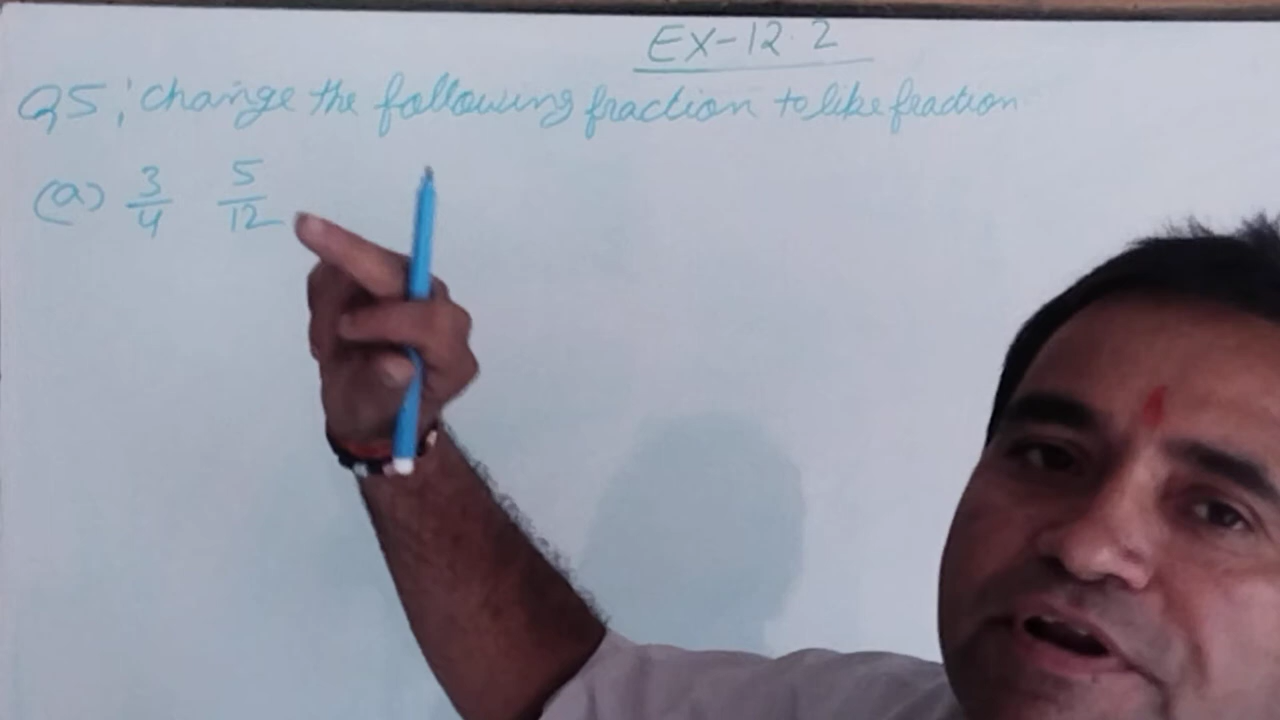 Ex-12.2
Q5; change the following fraction to like fraction
(a) 3/4 5/12